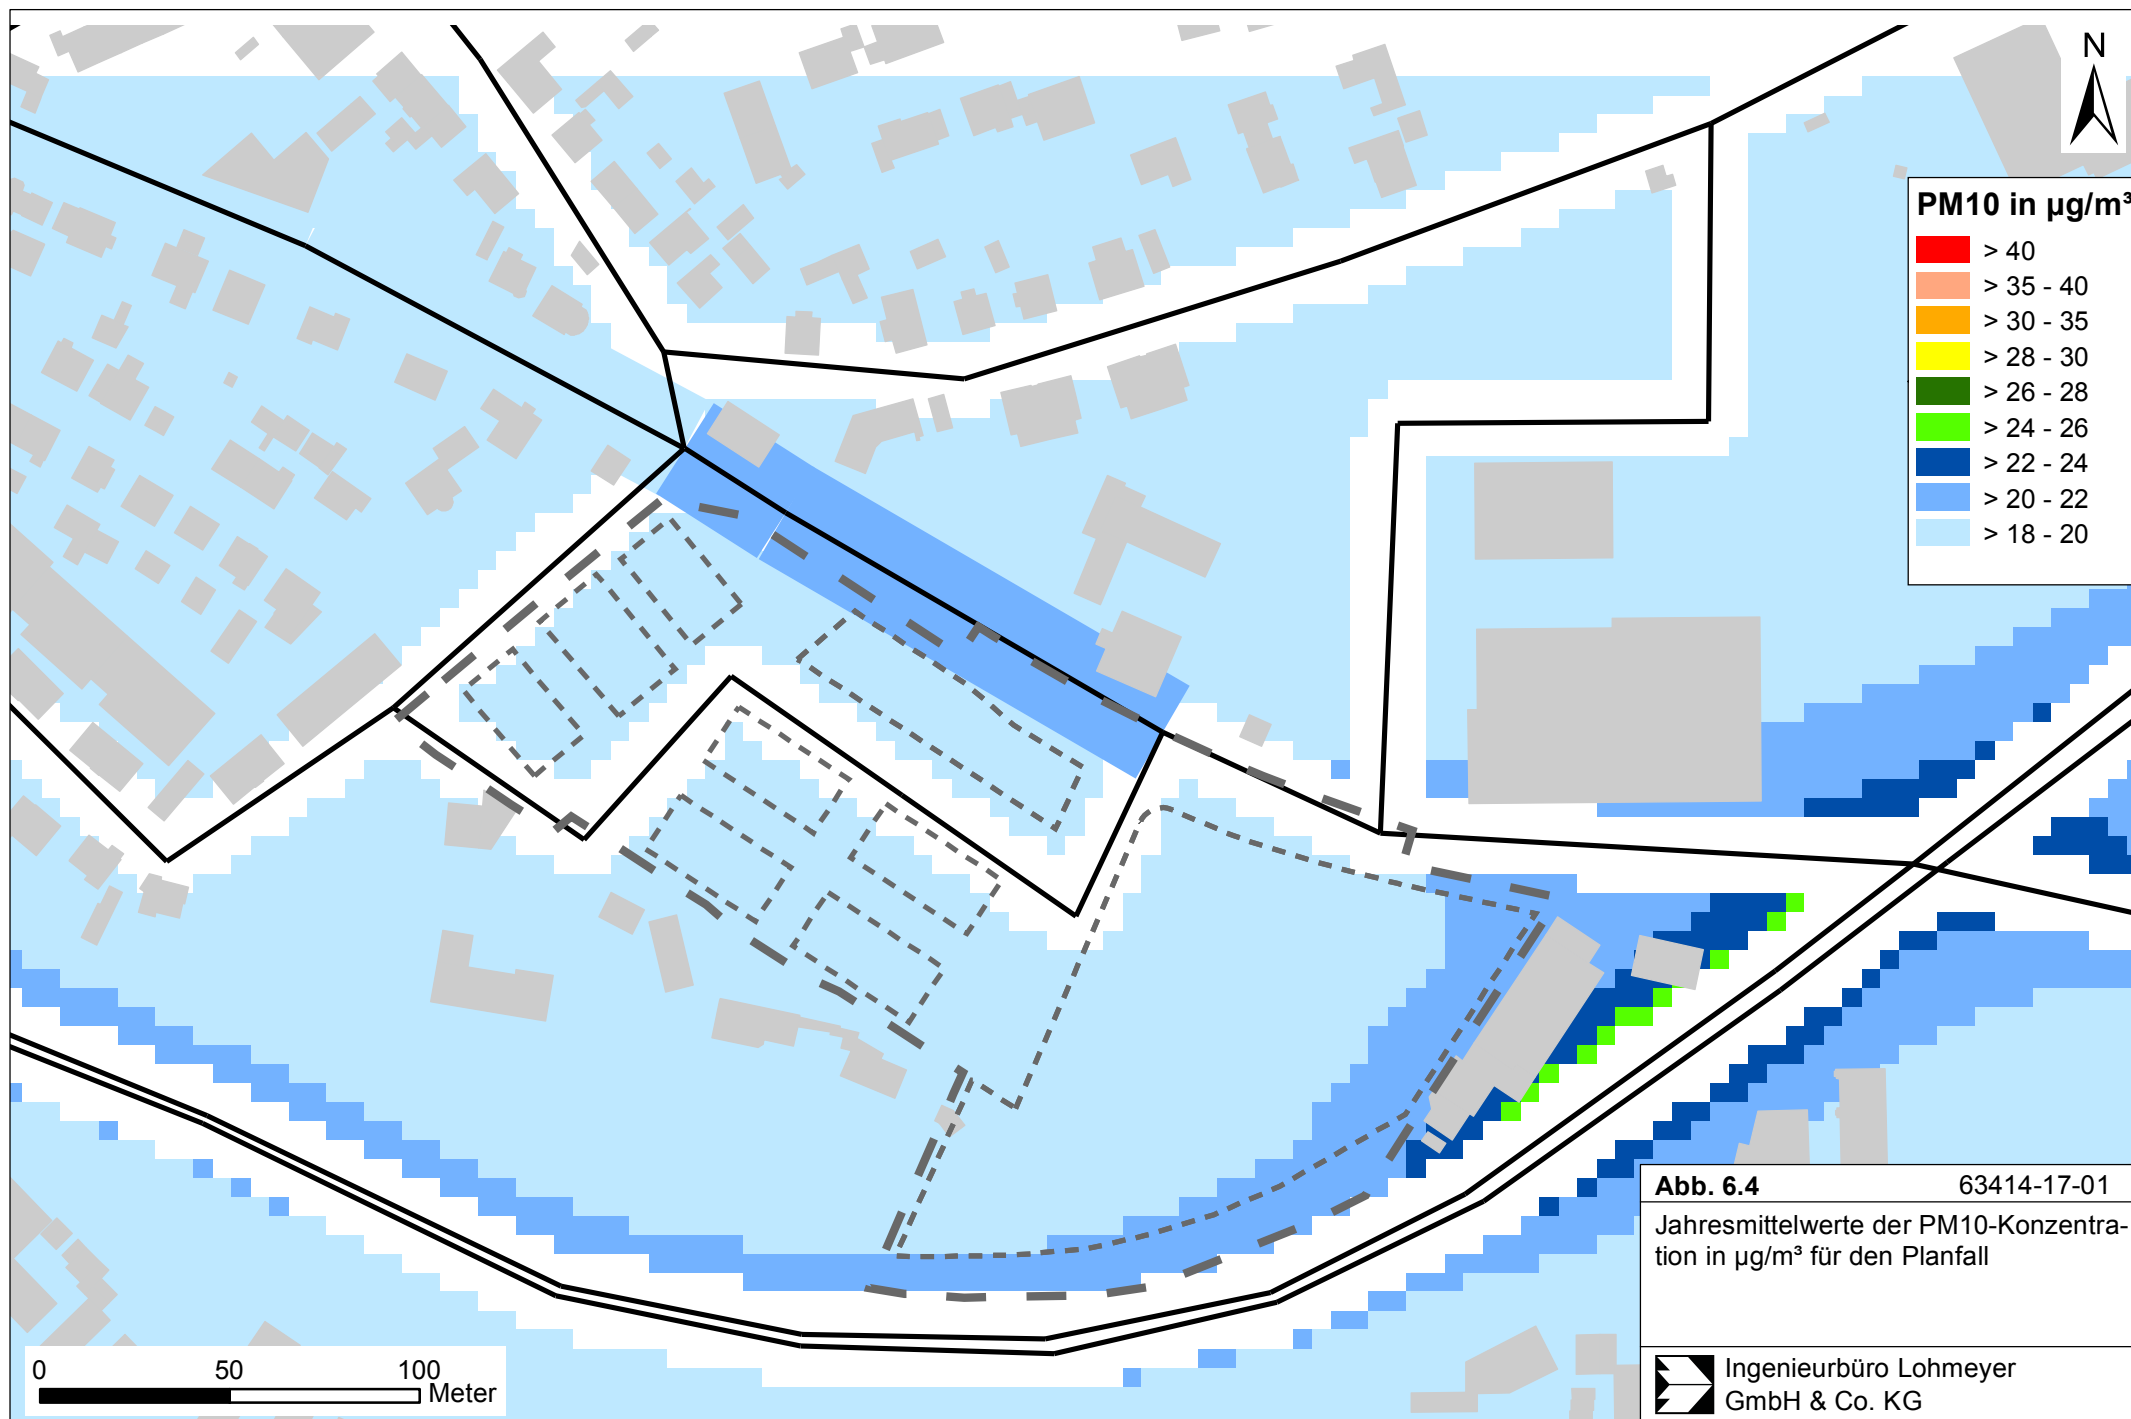 N
PM10 in µg/m³
> 40
> 35 - 40
> 30 - 35
> 28 - 30
> 26 - 28
> 24 - 26
> 22 - 24
> 20 - 22
> 18 - 20
Abb. 6.4 63414-17-01
Jahresmittelwerte der PM10-Konzentra-
tion in µg/m³ für den Planfall
0 50 100
Meter
Ingenieurbüro Lohmeyer
GmbH & Co. KG